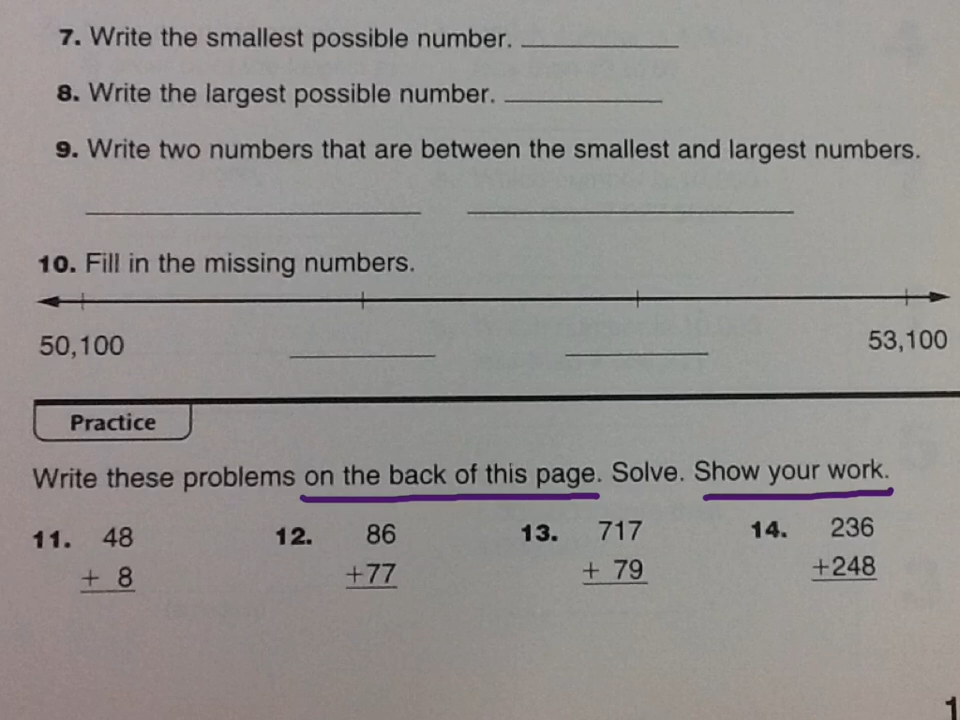 7. Write the smallest possible number.
8. Write the largest possible number.
9. Write two numbers that are between the smallest and largest numbers.
10. Fill in the missing numbers.
50,100 53,100
Practice
Write these problems on the back of this page. Solve. Show your work.
11. 48 12. 86 13. 717 14. 236
+ 8 +77 + 79 +248
1